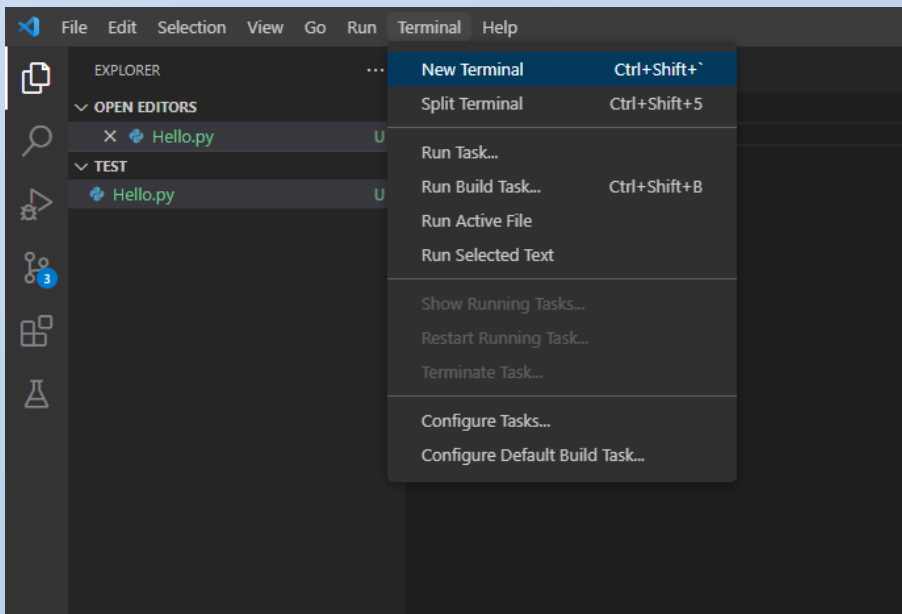 File Edit Selection View Go Run Terminal Help
EXPLORER ...
OPEN EDITORS
Hello.py U
TEST
Hello.py U
3
New Terminal Ctrl+Shift+`
Split Terminal Ctrl+Shift+5
Run Task...
Run Build Task... Ctrl+Shift+B
Run Active File
Run Selected Text
Show Running Tasks...
Restart Running Task...
Terminate Task...
Configure Tasks...
Configure Default Build Task...